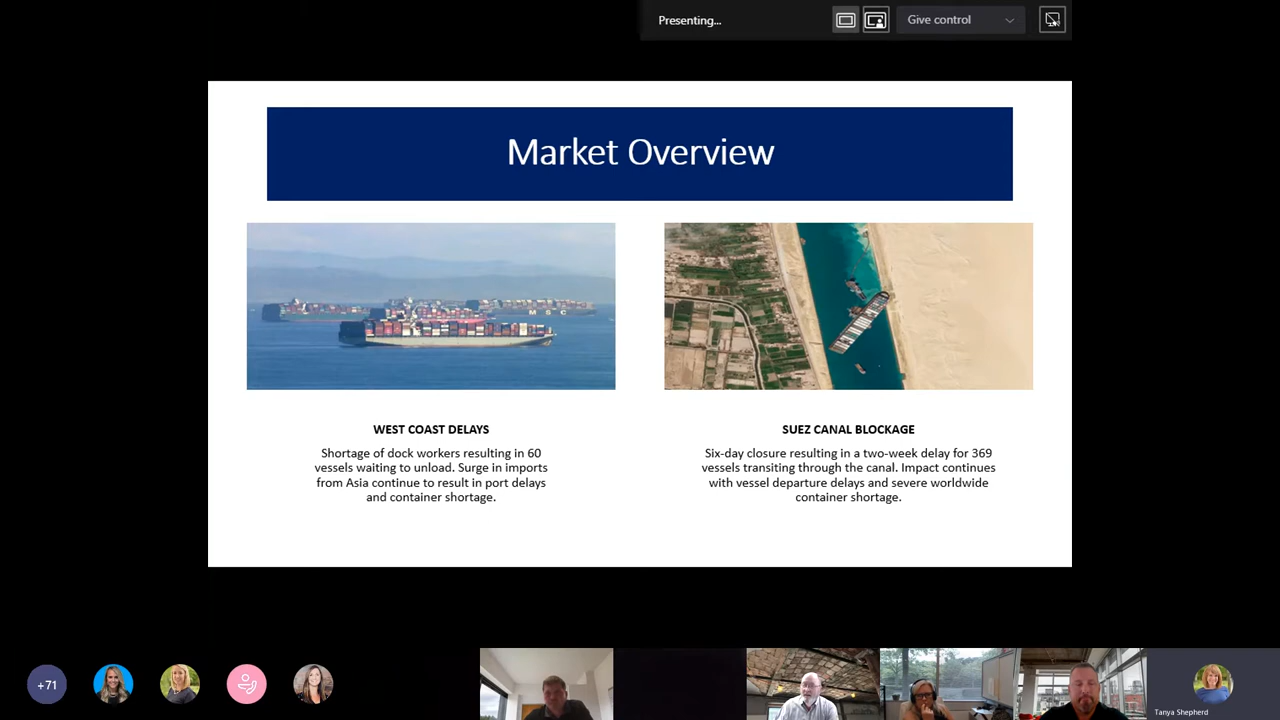 Presenting...
Give control
Market Overview
MSC
WEST COAST DELAYS
Shortage of dock workers resulting in 60
vessels waiting to unload. Surge in imports
from Asia continue to result in port delays
and container shortage.
SUEZ CANAL BLOCKAGE
Six-day closure resulting in a two-week delay for 369
vessels transiting through the canal. Impact continues
with vessel departure delays and severe worldwide
container shortage.
+71
Tanya Shepherd